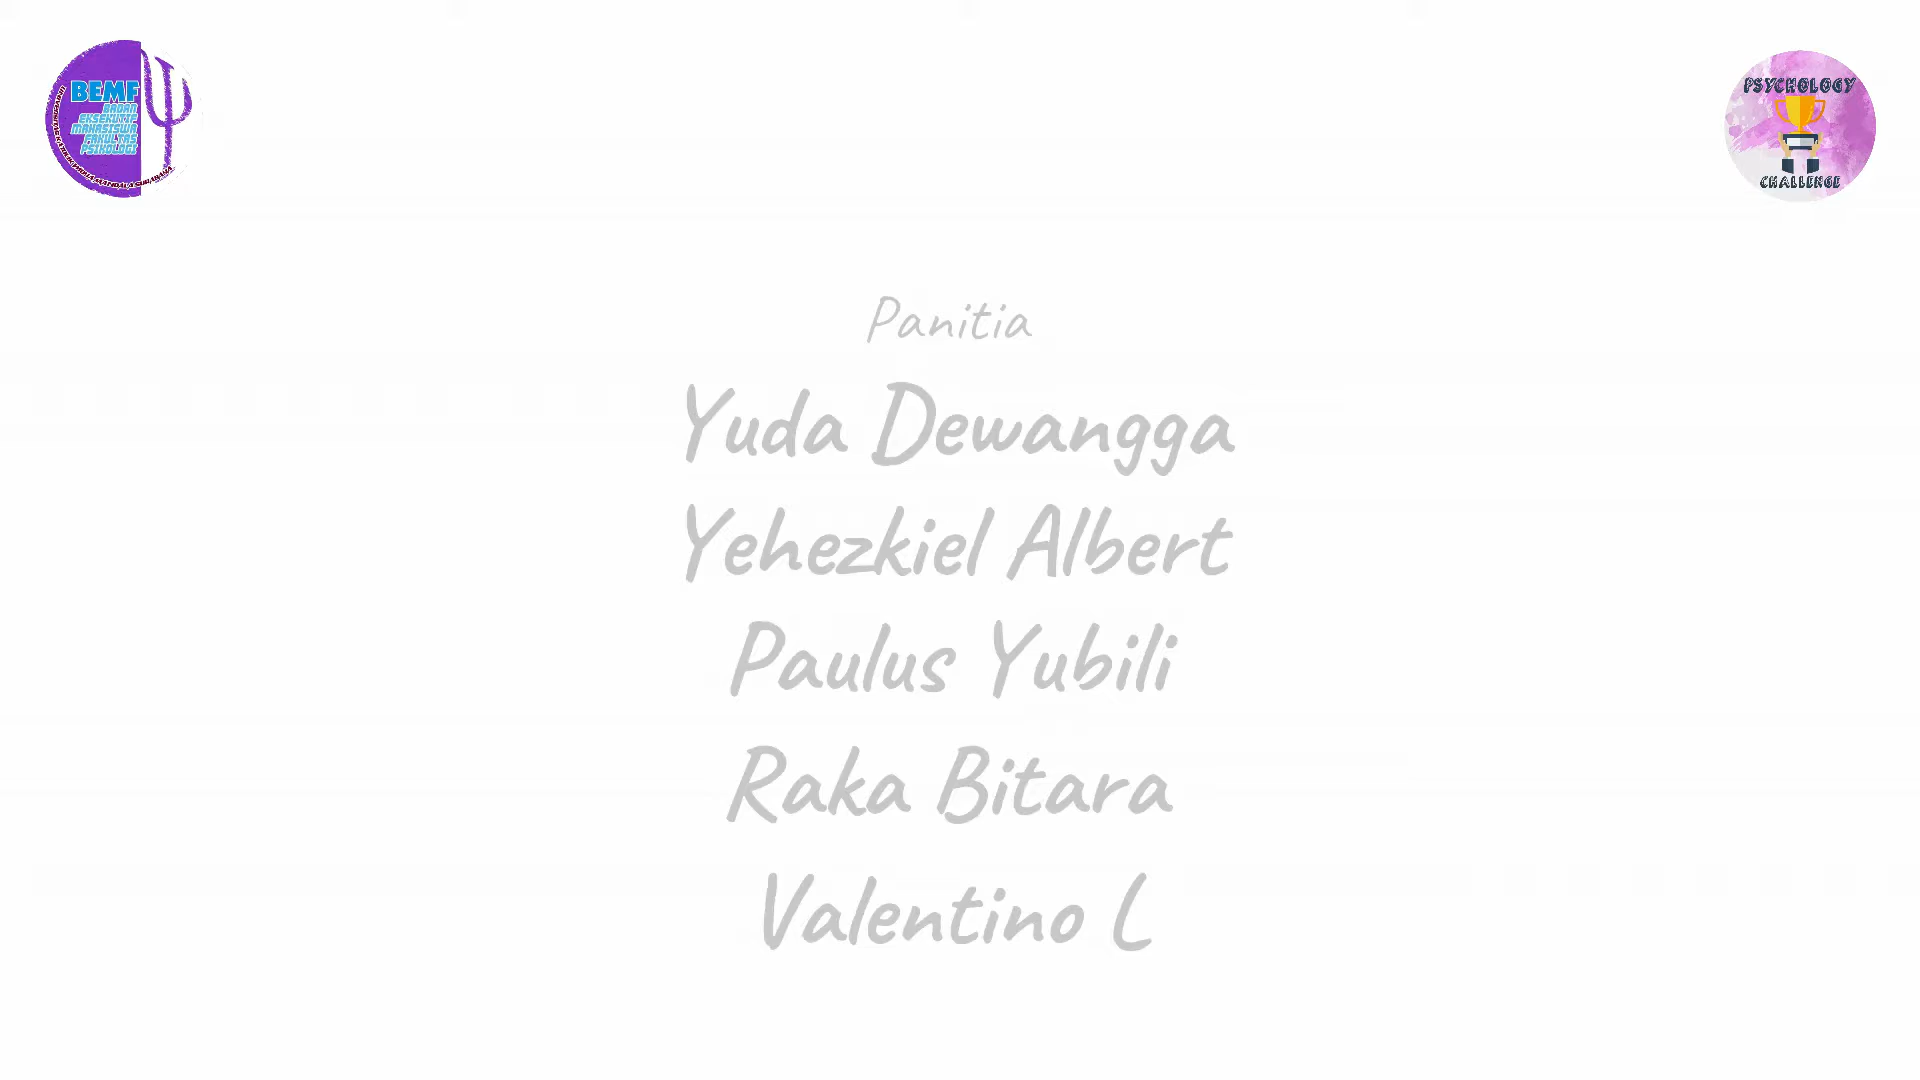 BEMF
BADAN
EKSEKUTIF
MAHASISWA
FAKULTAS
PSIKOLOGI
PSYCHOLOGY
CHALLENGE
Panitia
Yuda Dewangga
Yehezkiel Albert
Paulus Yubili
Raka Bitara
Valentino L